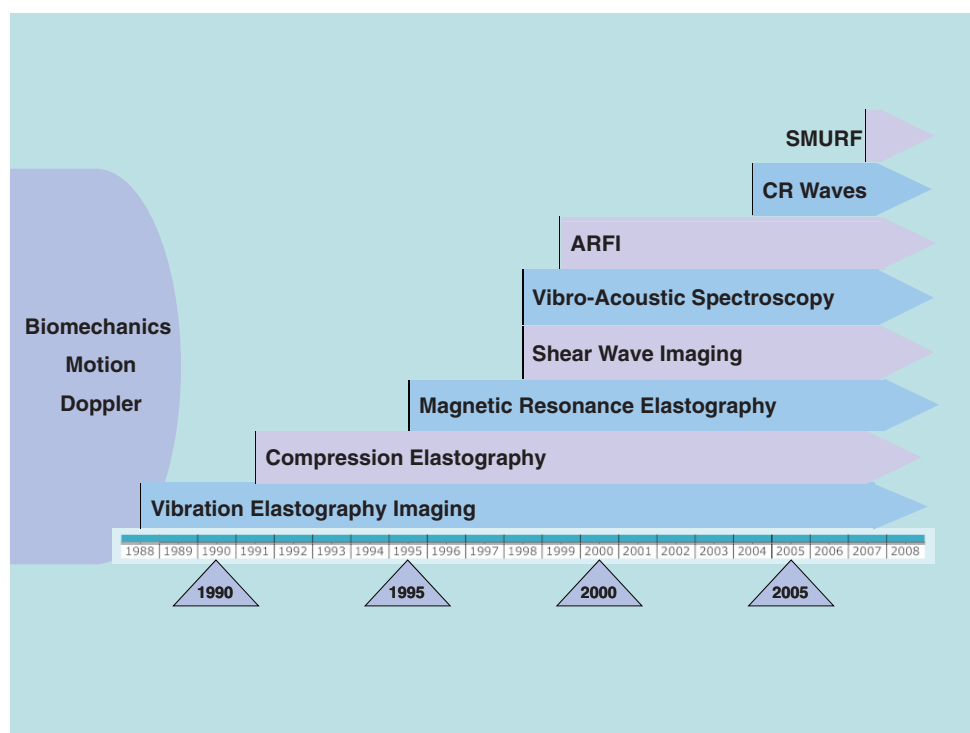 SMURF
CR Waves
ARFI
Vibro-Acoustic Spectroscopy
Shear Wave Imaging
Magnetic Resonance Elastography
Compression Elastography
Vibration Elastography Imaging
Biomechanics
Motion
Doppler
1988 1989 1990 1991 1992 1993 1994 1995 1996 1997 1998 1999 2000 2001 2002 2003 2004 2005 2006 2007 2008
1990 1995 2000 2005